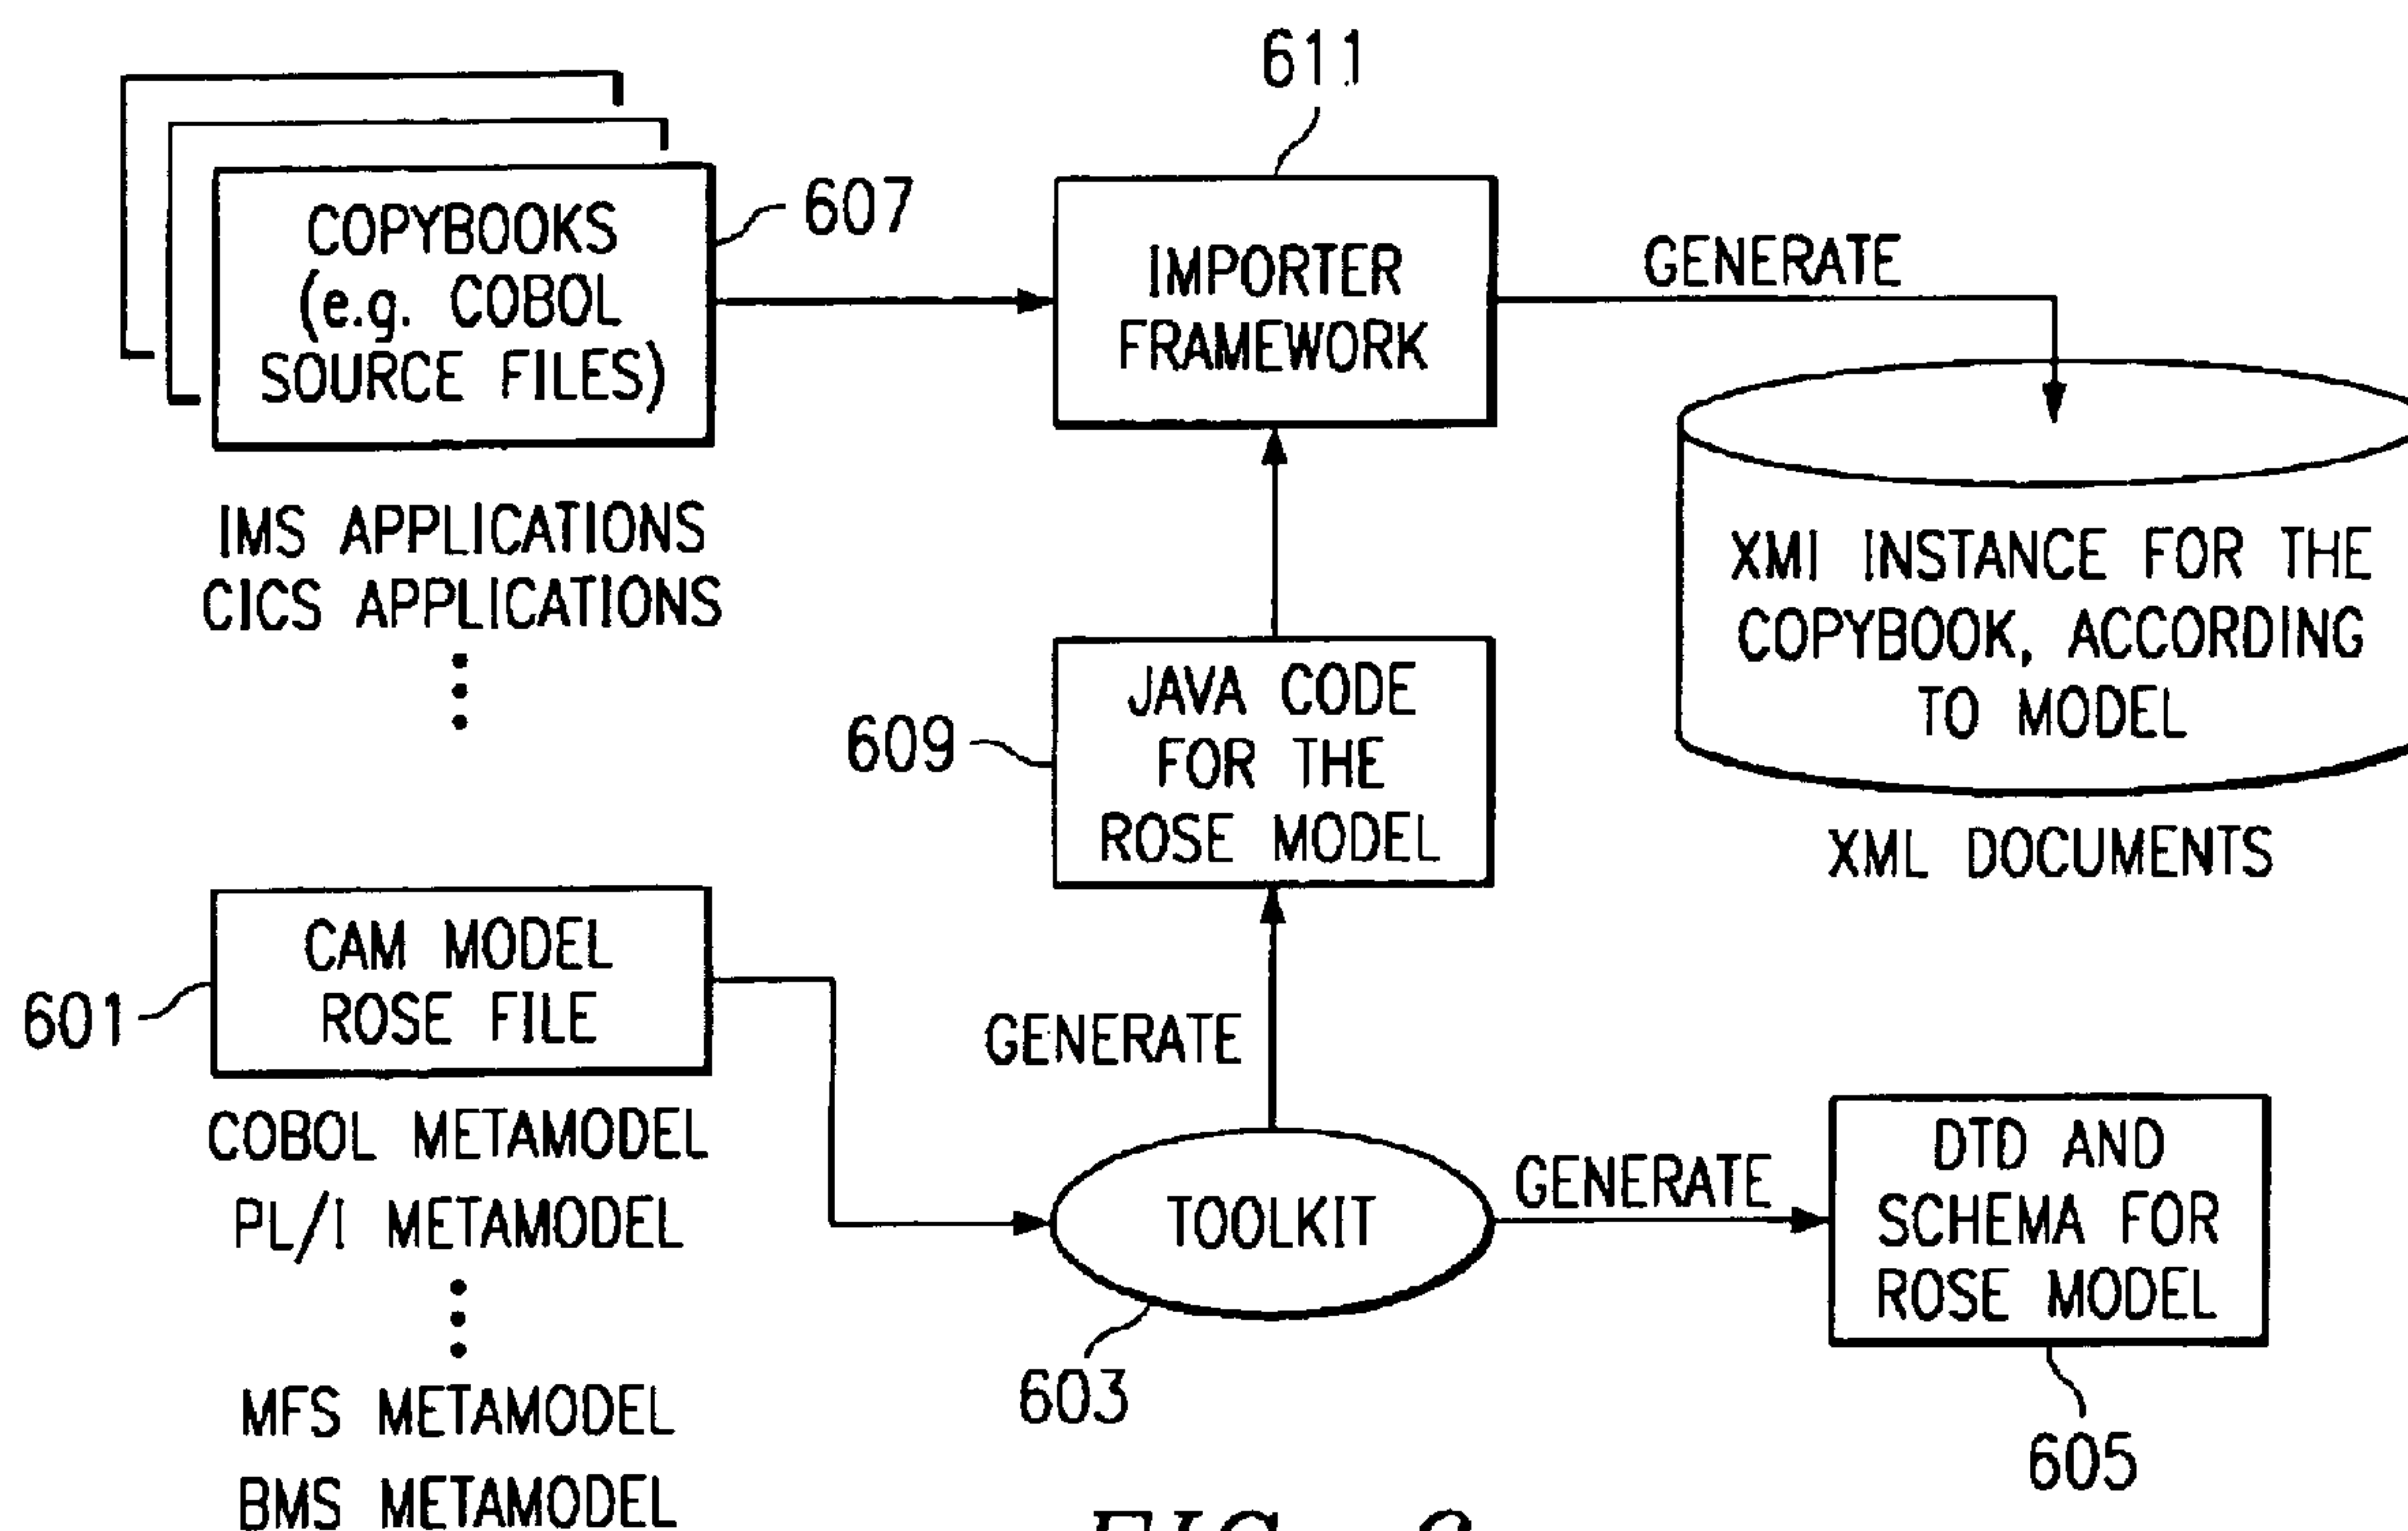 611
COPYBOOKS
(e.g. COBOL
SOURCE FILES)
607
IMPORTER
FRAMEWORK
GENERATE
IMS APPLICATIONS
CICS APPLICATIONS
XMI INSTANCE FOR THE
COPYBOOK, ACCORDING
TO MODEL
XML DOCUMENTS
JAVA CODE
FOR THE
ROSE MODEL
609
CAM MODEL
ROSE FILE
601
COBOL METAMODEL
PL/I METAMODEL
MFS METAMODEL
BMS METAMODEL
GENERATE
TOOLKIT
603
GENERATE
DTD AND
SCHEMA FOR
ROSE MODEL
605
FIG.